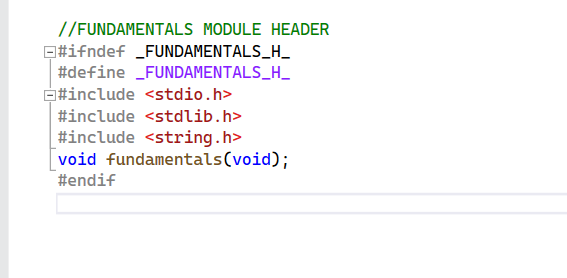 //FUNDAMENTALS MODULE HEADER
#ifndef _FUNDAMENTALS_H_
#define _FUNDAMENTALS_H_
#include <stdio.h>
#include <stdlib.h>
#include <string.h>
void fundamentals(void);
#endif